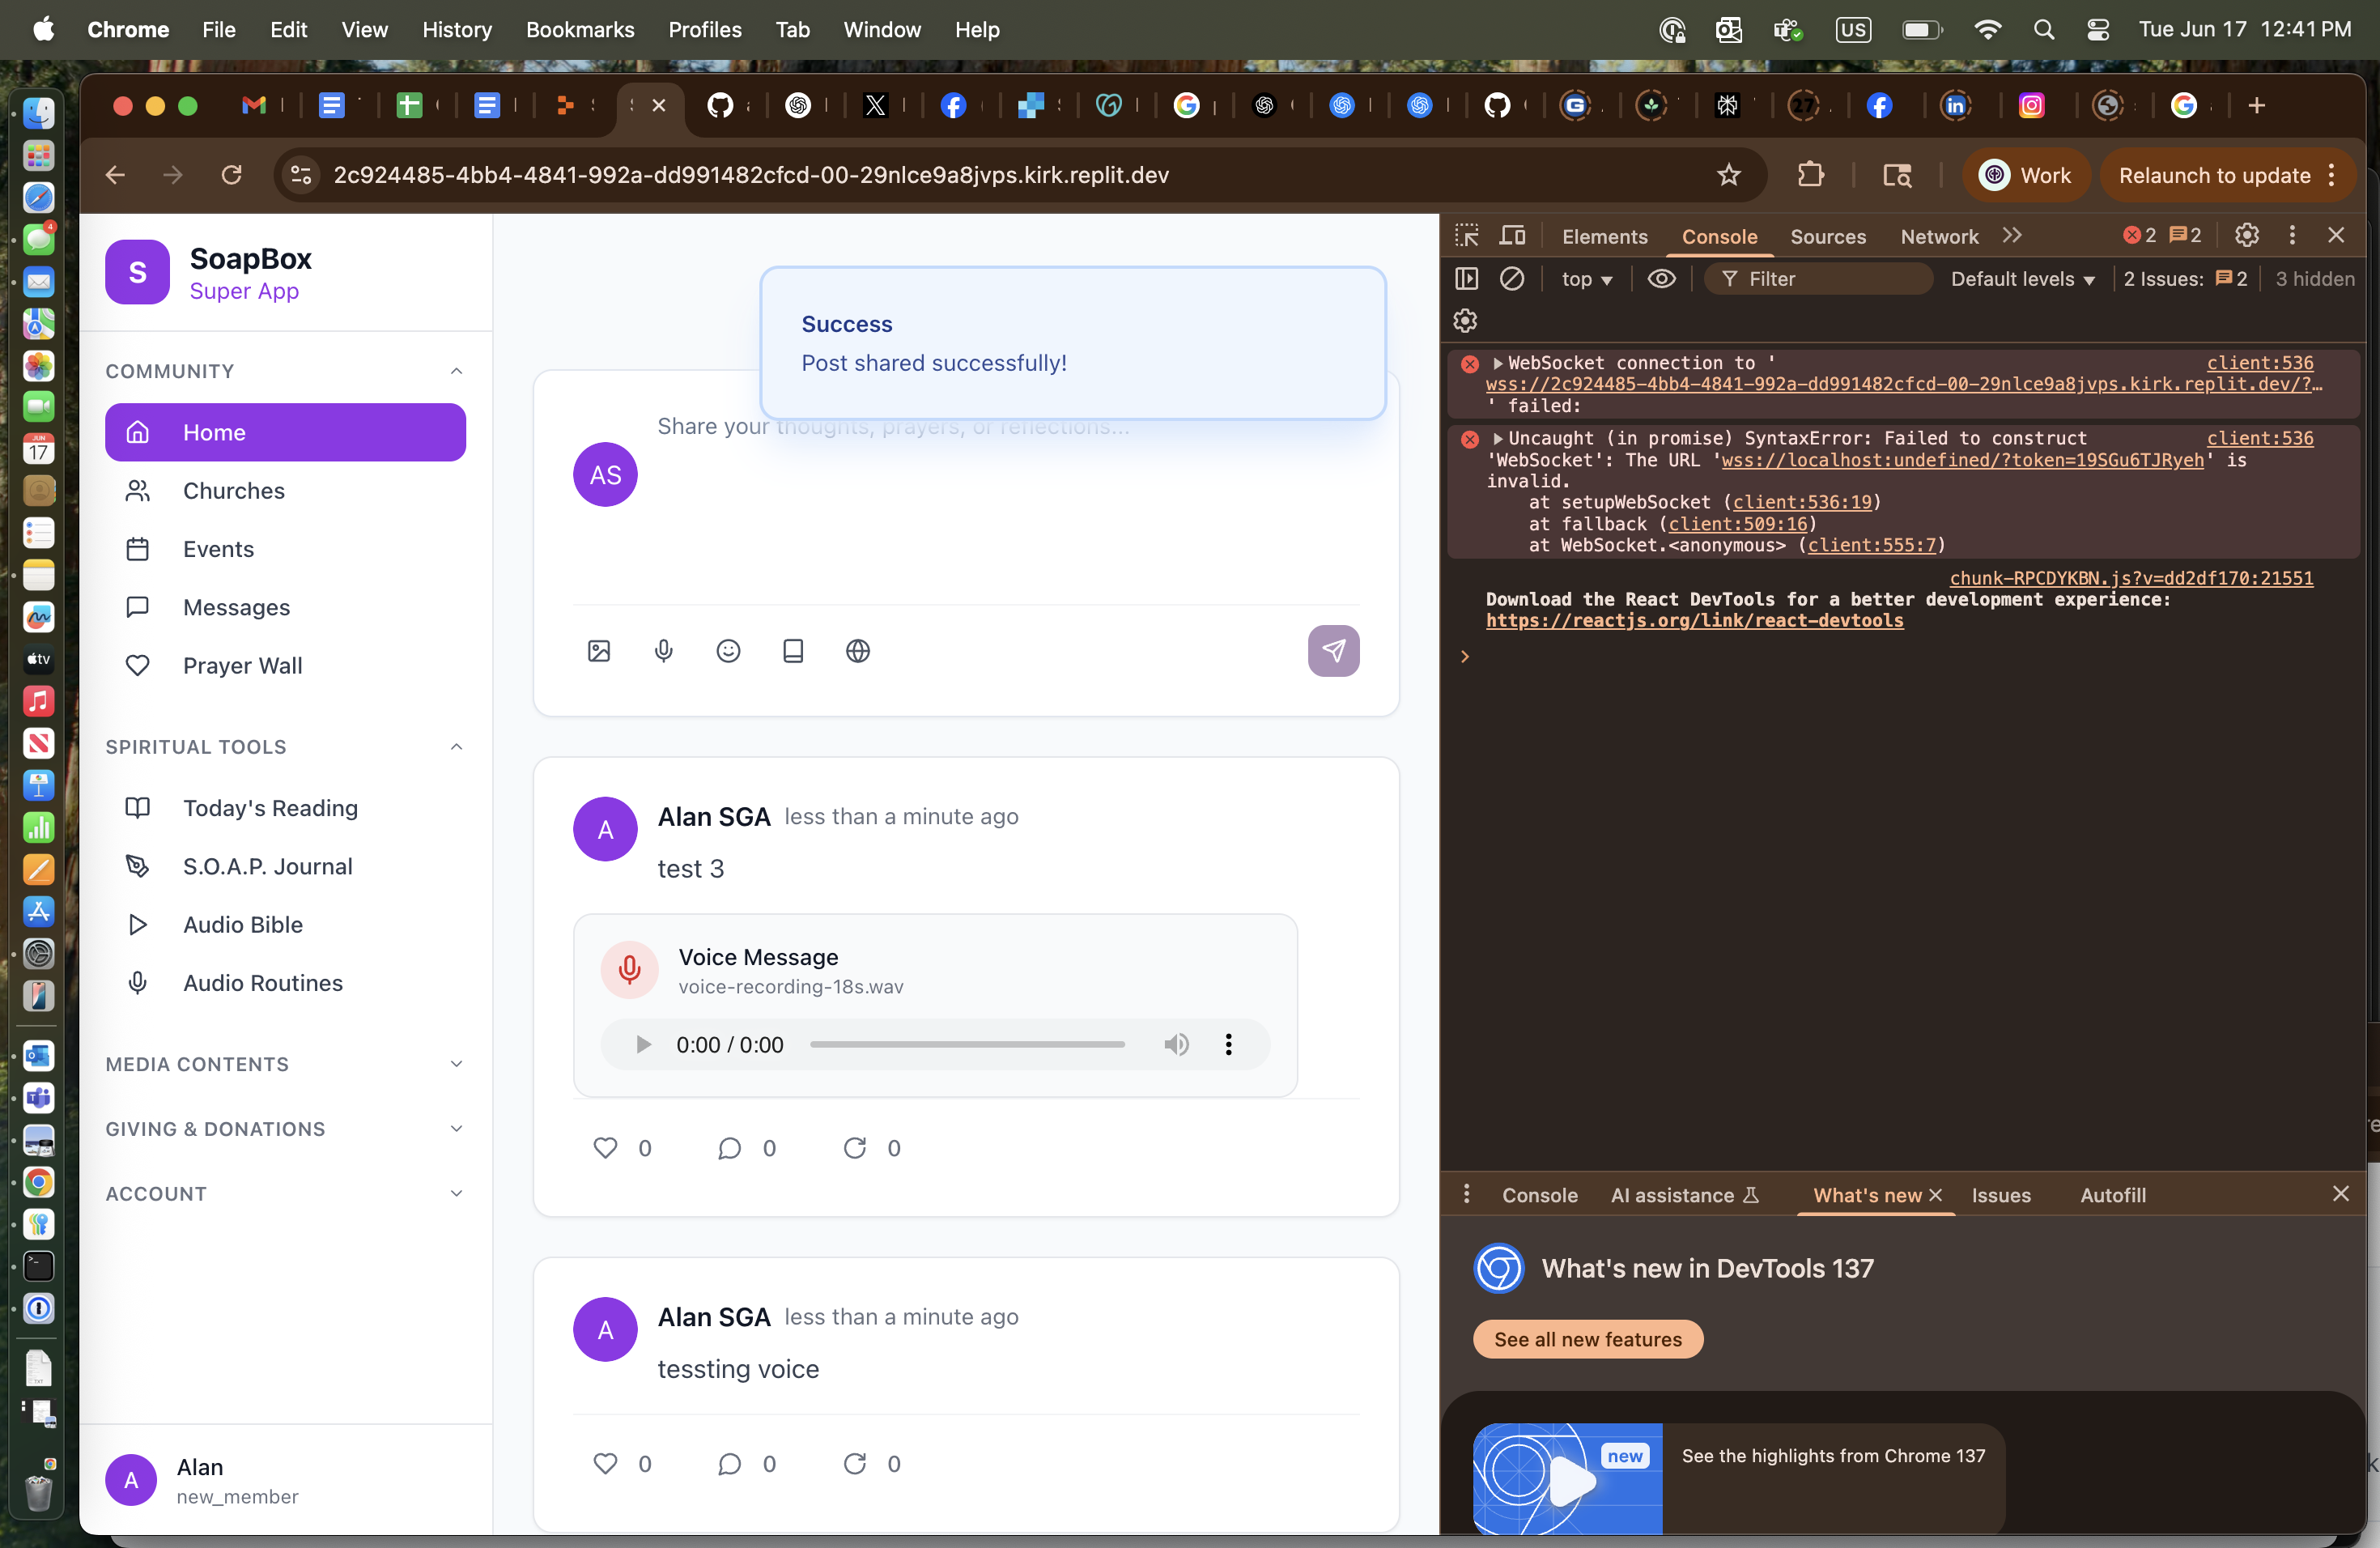 Chrome File Edit View History Bookmarks Profiles Tab Window Help US Tue Jun 17 12:41 PM
2c924485-4bb4-4841-992a-dd991482cfcd-00-29nlce9a8jvps.kirk.replit.dev
Work
Relaunch to update
S
SoapBox
Super App
COMMUNITY
Home
Churches
Events
Messages
Prayer Wall
SPIRITUAL TOOLS
Today's Reading
S.O.A.P. Journal
Audio Bible
Audio Routines
MEDIA CONTENTS
GIVING & DONATIONS
ACCOUNT
A
Alan
new_member
Success
Post shared successfully!
AS
Share your thoughts, prayers, or reflections...
A
Alan SGA less than a minute ago
test 3
Voice Message
voice-recording-18s.wav
0:00 / 0:00
0 0 0
A
Alan SGA less than a minute ago
tessting voice
0 0 0
Elements Console Sources Network 2 2
top Filter Default levels 2 Issues: 2 3 hidden
WebSocket connection to ' client:536
wss://2c924485-4bb4-4841-992a-dd991482cfcd-00-29nlce9a8jvps.kirk.replit.dev/?…
' failed:
Uncaught (in promise) SyntaxError: Failed to construct client:536
'WebSocket': The URL 'wss://localhost:undefined/?token=19SGu6TJRyeh' is
invalid.
at setupWebSocket (client:536:19)
at fallback (client:509:16)
at WebSocket.<anonymous> (client:555:7)
chunk-RPCDYKBN.js?v=dd2df170:21551
Download the React DevTools for a better development experience:
https://reactjs.org/link/react-devtools
Console AI assistance What's new Issues Autofill
What's new in DevTools 137
See all new features
new
See the highlights from Chrome 137